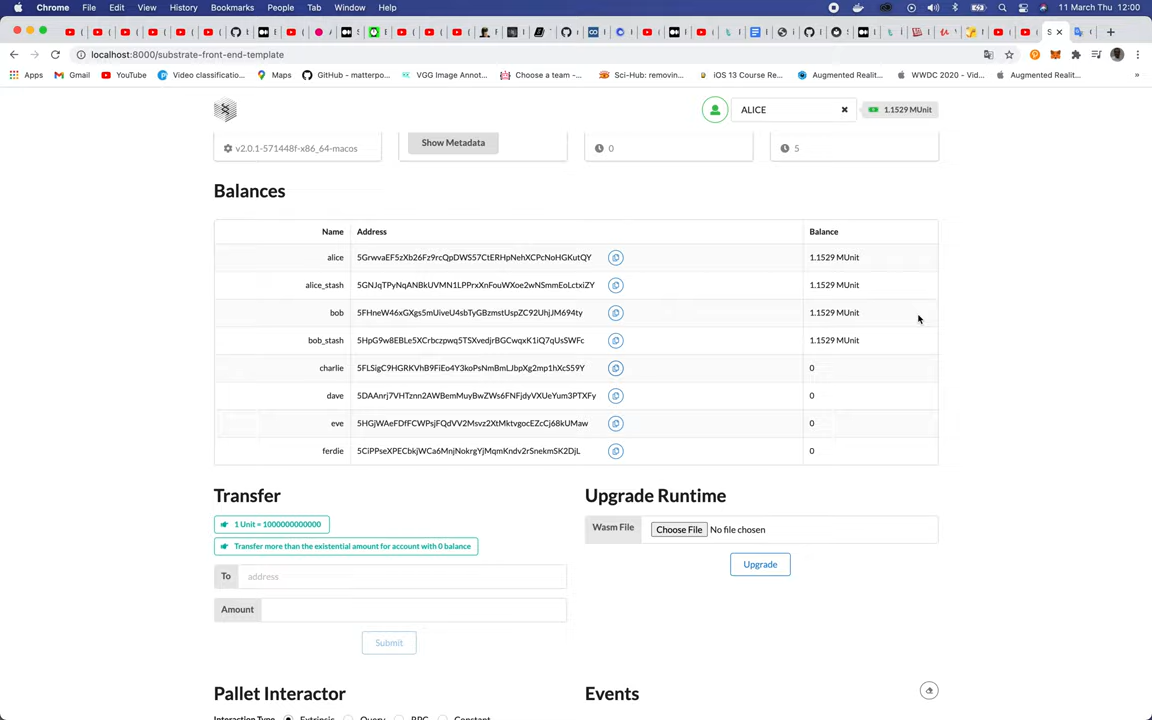 Chrome File Edit View History Bookmarks People Tab Window Help 11 March Thu 12:00
localhost:8000/substrate-front-end-template
Apps Gmail YouTube Video classificatio... Maps GitHub - matterpo... VGG Image Annot... Choose a team -... Sci-Hub: removin... iOS 13 Course Re... Augmented Realit... WWDC 2020 - Vid... Augmented Realit... »
ALICE 1.1529 MUnit
v2.0.1-571448f-x86_64-macos Show Metadata 0 5
Balances
Name Address Balance
alice 5GrwvaEF5zXb26Fz9rcQpDWS57CtERHpNehXCPcNoHGKutQY 1.1529 MUnit
alice_stash 5GNJqTPyNqANBkUVMN1LPPrxXnFouWXoe2wNSmmEoLctxiZY 1.1529 MUnit
bob 5FHneW46xGXgs5mUiveU4sbTyGBzmstUspZC92UhjJM694ty 1.1529 MUnit
bob_stash 5HpG9w8EBLe5XCrbczpwq5TSXvedjrBGCwqxK1iQ7qUsSWFc 1.1529 MUnit
charlie 5FLSigC9HGRKVhB9FiEo4Y3koPsNmBmLJbpXg2mp1hXcS59Y 0
dave 5DAAnrj7VHTznn2AWBemMuyBwZWs6FNFjdyVXUeYum3PTXFy 0
eve 5HGjWAeFDfFCWPsjFQdVV2Msvz2XtMktvgocEZcCj68kUMaw 0
ferdie 5CiPPseXPECbkjWCa6MnjNokrgYjMqmKndv2rSnekmSK2DjL 0
Transfer
1 Unit = 1000000000000
Transfer more than the existential amount for account with 0 balance
To address
Amount
Submit
Upgrade Runtime
Wasm File Choose File No file chosen
Upgrade
Pallet Interactor
Interaction Type Extrinsic Query RPC Constant
Events